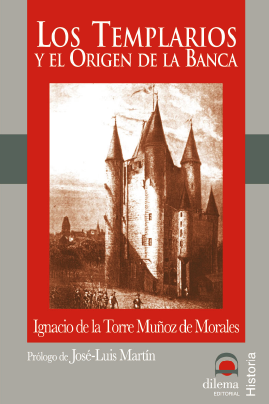 LOS TEMPLARIOS
Y EL ORIGEN DE LA BANCA
Ignacio de la Torre Muñoz de Morales
Prólogo de José-Luis Martín
dilema
EDITORIAL
Historia